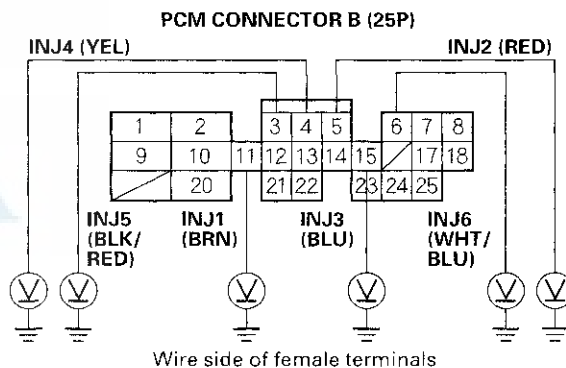 PCM CONNECTOR B (25P)
INJ4 (YEL)
INJ2 (RED)
1 2 3 4 5 6 7 8
9 10 11 12 13 14 15 17 18
20 21 22 23 24 25
INJ5 (BLK/RED)
INJ1 (BRN)
INJ3 (BLU)
INJ6 (WHT/BLU)
V V V V V V
Wire side of female terminals